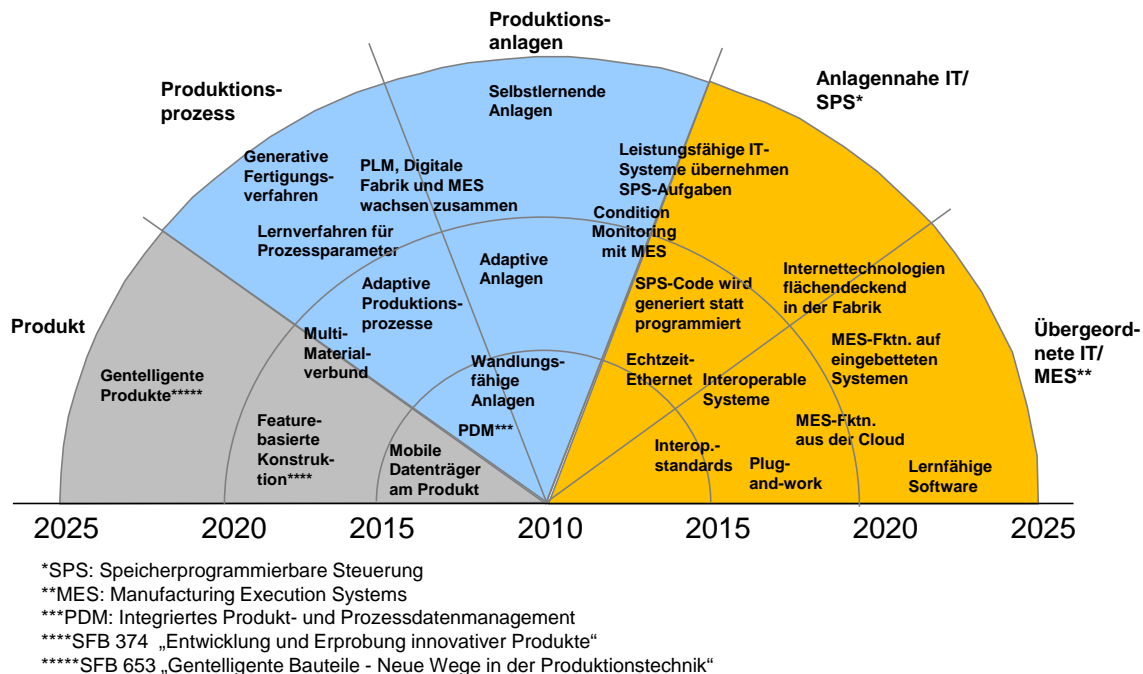 Produktions-
anlagen
Produktions-
prozess
Anlagennahe IT/
SPS*
Selbstlernende
Anlagen
Generative
Fertigungs-
verfahren
PLM, Digitale
Fabrik und MES
wachsen zusammen
Leistungsfähige IT-
Systeme übernehmen
SPS-Aufgaben
Lernverfahren für
Prozessparameter
Condition
Monitoring
mit MES
Adaptive
Anlagen
Adaptive
Produktions-
prozesse
SPS-Code wird
generiert statt
programmiert
Internettechnologien
flächendeckend
in der Fabrik
Produkt
Multi-
Material-
verbund
Übergeord-
nete IT/
MES**
MES-Fktn. auf
eingebetteten
Systemen
Gentelligente
Produkte*****
Wandlungs-
fähige
Anlagen
Echtzeit-
Ethernet
Interoperable
Systeme
Feature-
basierte
Konstruk-
tion****
PDM***
Mobile
Datenträger
am Produkt
Interop.-
standards
MES-Fktn.
aus der Cloud
Plug-
and-work
Lernfähige
Software
2025 2020 2015 2010 2015 2020 2025
*SPS: Speicherprogrammierbare Steuerung
**MES: Manufacturing Execution Systems
***PDM: Integriertes Produkt- und Prozessdatenmanagement
****SFB 374 „Entwicklung und Erprobung innovativer Produkte“
*****SFB 653 „Gentelligente Bauteile - Neue Wege in der Produktionstechnik“